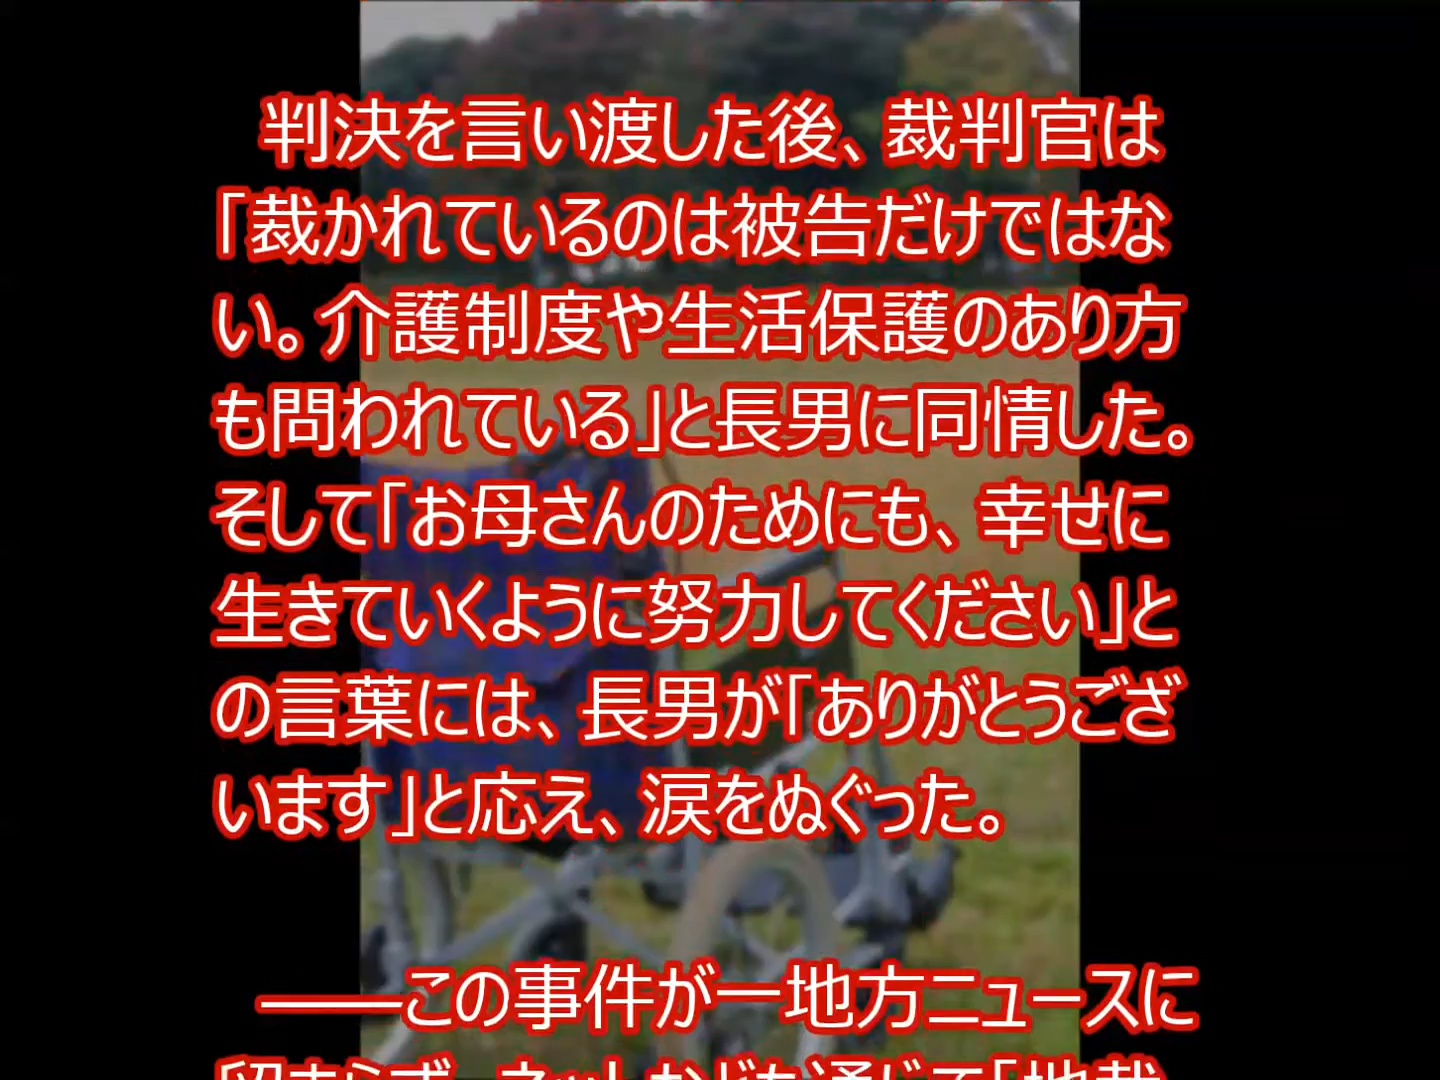 判決を言い渡した後、裁判官は
「裁かれているのは被告だけではな
い。介護制度や生活保護のあり方
も問われている」と長男に同情した。
そして「お母さんのためにも、幸せに
生きていくように努力してください」と
の言葉には、長男が「ありがとうござ
います」と応え、涙をぬぐった。
――この事件が一地方ニュースに